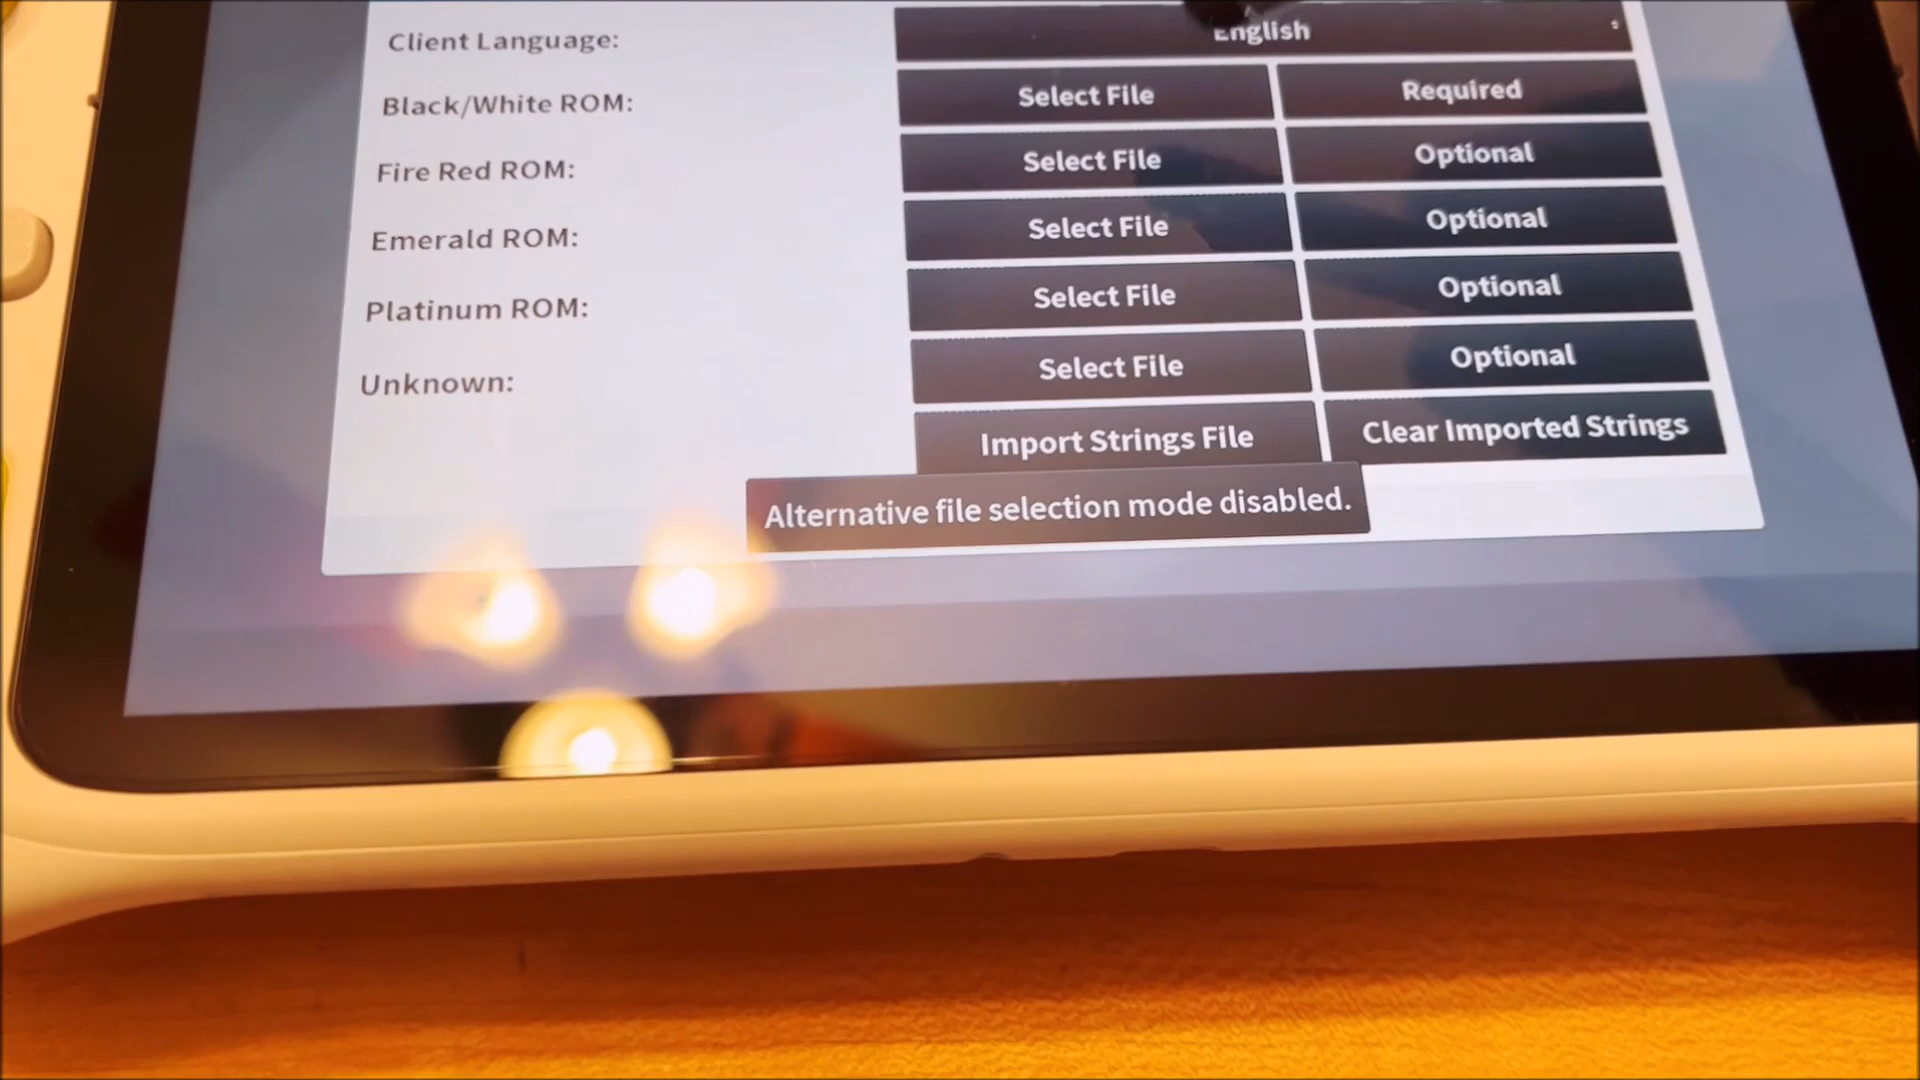 Client Language: English
Black/White ROM: Select File Required
Fire Red ROM: Select File Optional
Emerald ROM: Select File Optional
Platinum ROM: Select File Optional
Unknown: Select File Optional
Import Strings File Clear Imported Strings
Alternative file selection mode disabled.